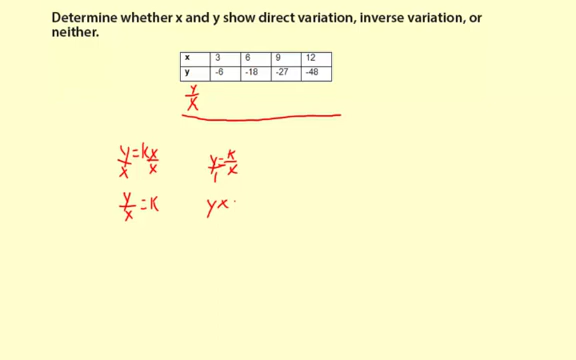 Determine whether x and y show direct variation, inverse variation, or
neither.
x 3 6 9 12
y -6 -18 -27 -48
y/x
y/x = kx/x
y/1 = k/x
y/x = k
yx